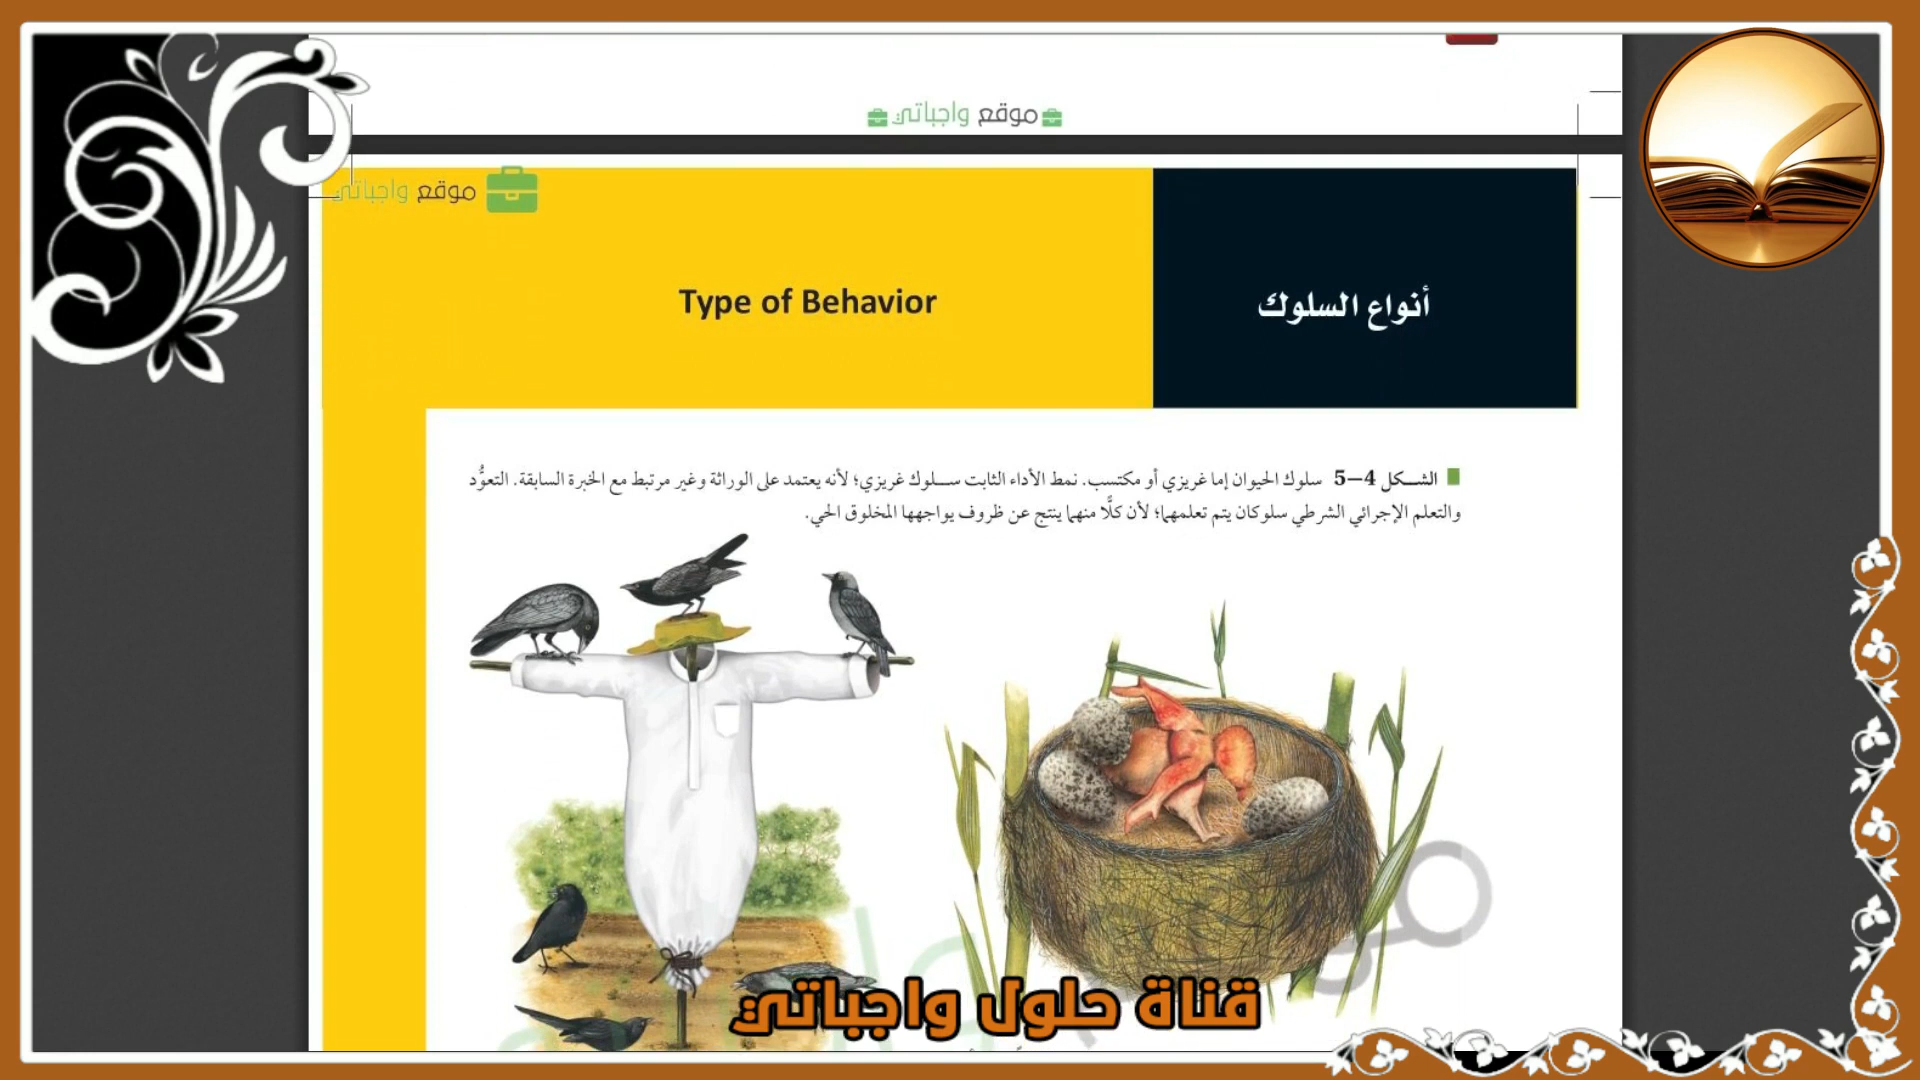 موقع واجباتي
موقع واجباتي
أنواع السلوك
Type of Behavior
الشكل 4–5 سلوك الحيوان إما غريزي أو مكتسب. نمط الأداء الثابت سلوك غريزي؛ لأنه يعتمد على الوراثة وغير مرتبط مع الخبرة السابقة. التعوُّد
والتعلم الإجرائي الشرطي سلوكان يتم تعلمهما؛ لأن كلًّا منهما ينتج عن ظروف يواجهها المخلوق الحي.
قناة حلول واجباتي